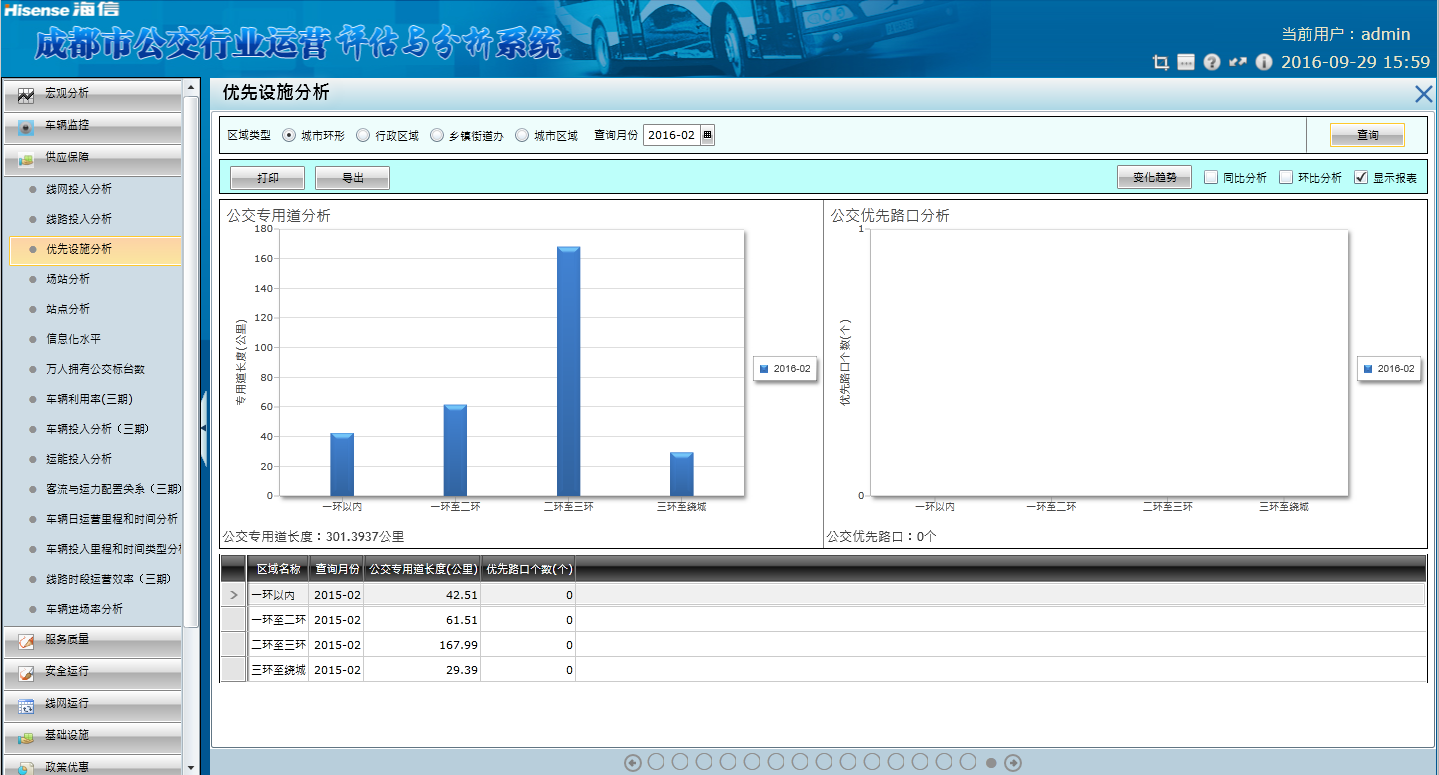 Hisense 海信
成都市公交行业运营评估与分析系统
当前用户：admin
2016-09-29 15:59
宏观分析
车辆监控
供应保障
线网投入分析
线路投入分析
优先设施分析
场站分析
站点分析
信息化水平
万人拥有公交标台数
车辆利用率(三期)
车辆投入分析（三期）
运能投入分析
客流与运力配置关系（三期）
车辆日运营里程和时间分析
车辆投入里程和时间类型分析
线路时段运营效率（三期）
车辆进场率分析
服务质量
安全运行
线网运行
基础设施
政策优惠
优先设施分析
区域类型 城市环形 行政区域 乡镇街道办 城市区域 查询月份 2016-02 查询
打印 导出 变化趋势 同比分析 环比分析 显示报表
公交专用道分析
180
160
140
120
100
80
60
40
20
0
专用道长度(公里)
一环以内 一环至二环 二环至三环 三环至绕城
2016-02
公交专用道长度：301.3937公里
公交优先路口分析
1
0
优先路口个数(个)
一环以内 一环至二环 二环至三环 三环至绕城
2016-02
公交优先路口：0个
区域名称 查询月份 公交专用道长度(公里) 优先路口个数(个)
一环以内 2015-02 42.51 0
一环至二环 2015-02 61.51 0
二环至三环 2015-02 167.99 0
三环至绕城 2015-02 29.39 0